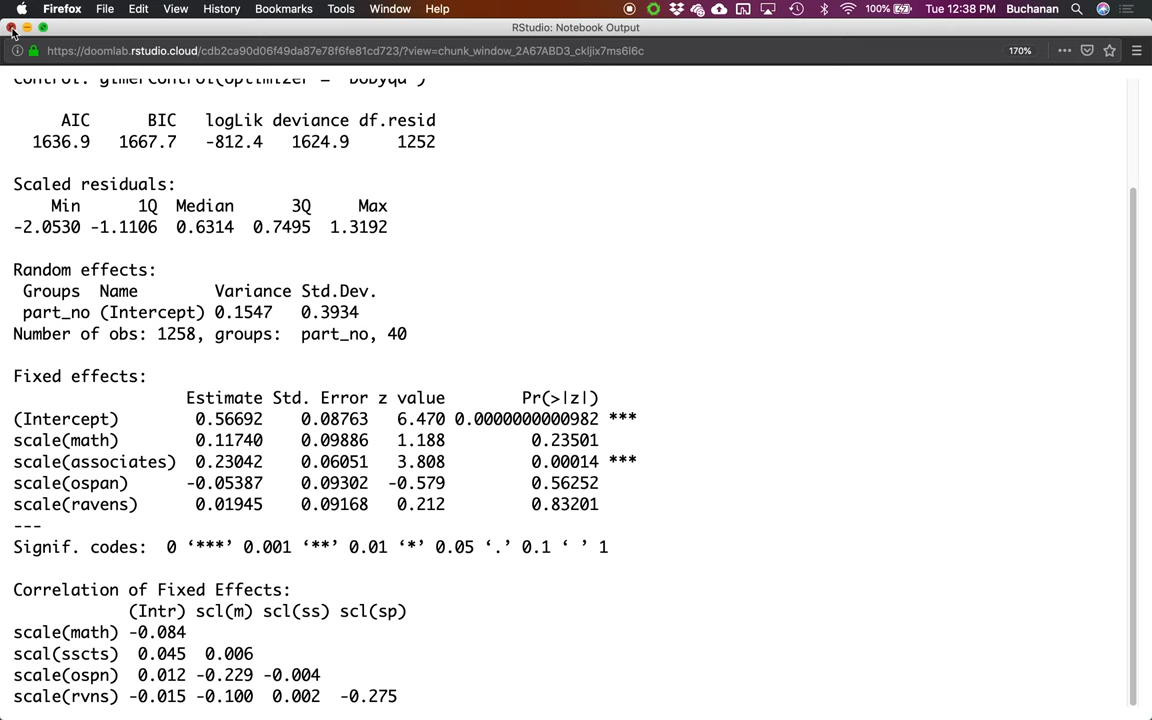 Firefox File Edit View History Bookmarks Tools Window Help 100% Tue 12:38 PM Buchanan
RStudio: Notebook Output
https://doomlab.rstudio.cloud/cdb2ca90d06f49da87e78f6fe81cd723/?view=chunk_window_2A67ABD3_ckljix7ms6l6c 170%
Control: glmerControl(optimizer = "bobyqa")
AIC BIC logLik deviance df.resid
1636.9 1667.7 -812.4 1624.9 1252
Scaled residuals:
Min 1Q Median 3Q Max
-2.0530 -1.1106 0.6314 0.7495 1.3192
Random effects:
Groups Name Variance Std.Dev.
part_no (Intercept) 0.1547 0.3934
Number of obs: 1258, groups: part_no, 40
Fixed effects:
Estimate Std. Error z value Pr(>|z|)
(Intercept) 0.56692 0.08763 6.470 0.0000000000982 ***
scale(math) 0.11740 0.09886 1.188 0.23501
scale(associates) 0.23042 0.06051 3.808 0.00014 ***
scale(ospan) -0.05387 0.09302 -0.579 0.56252
scale(ravens) 0.01945 0.09168 0.212 0.83201
---
Signif. codes: 0 ‘***’ 0.001 ‘**’ 0.01 ‘*’ 0.05 ‘.’ 0.1 ‘ ’ 1
Correlation of Fixed Effects:
(Intr) scl(m) scl(ss) scl(sp)
scale(math) -0.084
scal(sscts) 0.045 0.006
scale(ospn) 0.012 -0.229 -0.004
scale(rvns) -0.015 -0.100 0.002 -0.275